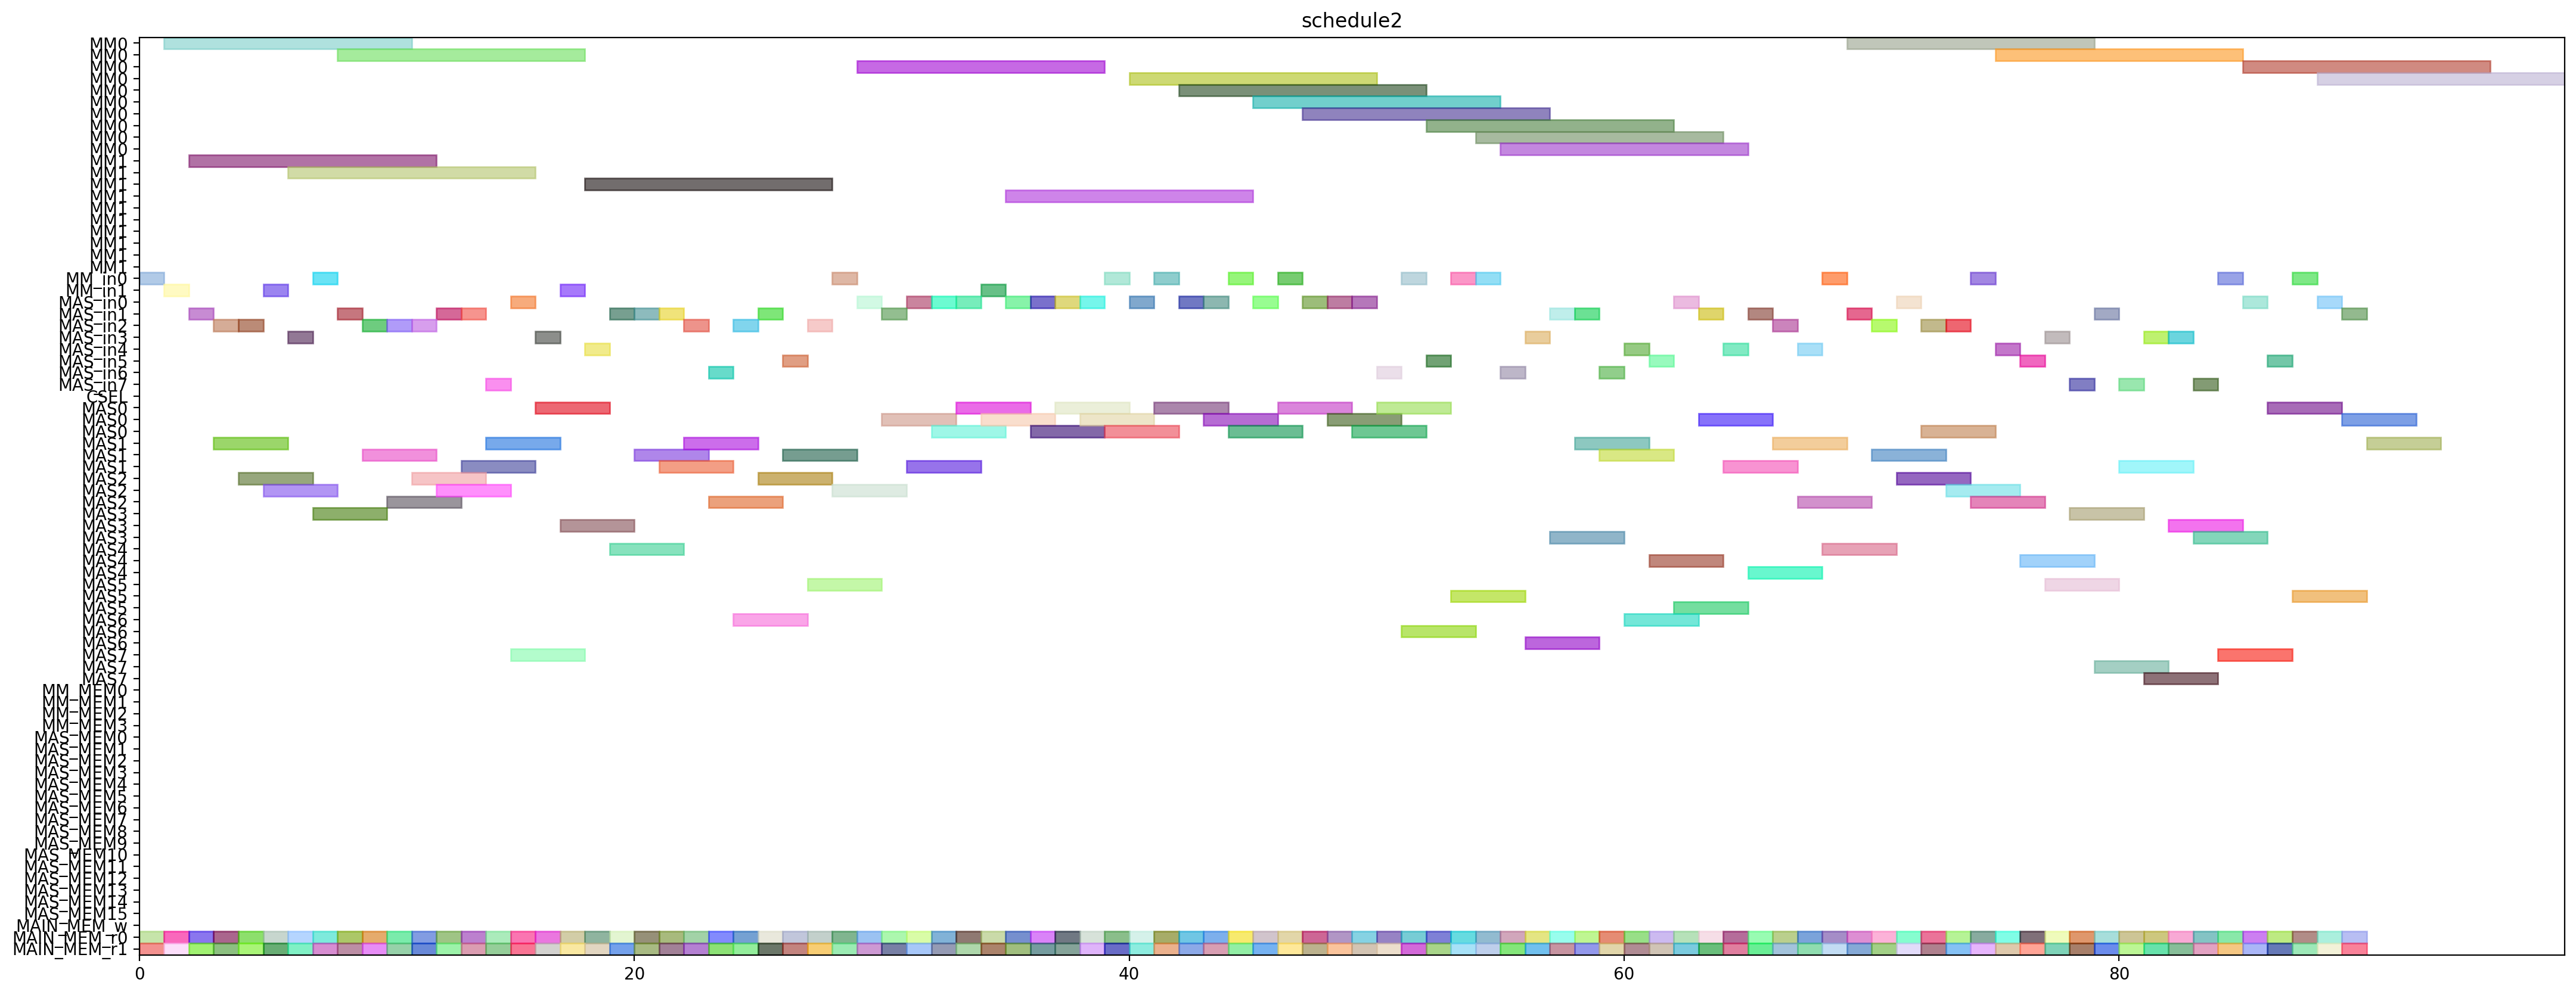 schedule2
MM0
MM0
MM0
MM0
MM0
MM0
MM0
MM0
MM0
MM0
MM1
MM1
MM1
MM1
MM1
MM1
MM1
MM1
MM1
MM1
MM_in0
MM_in1
MAS_in0
MAS_in1
MAS_in2
MAS_in3
MAS_in4
MAS_in5
MAS_in6
MAS_in7
CSEL
MAS0
MAS0
MAS0
MAS1
MAS1
MAS1
MAS2
MAS2
MAS2
MAS3
MAS3
MAS3
MAS4
MAS4
MAS4
MAS5
MAS5
MAS5
MAS6
MAS6
MAS6
MAS7
MAS7
MAS7
MM_MEM0
MM_MEM1
MM_MEM2
MM_MEM3
MAS_MEM0
MAS_MEM1
MAS_MEM2
MAS_MEM3
MAS_MEM4
MAS_MEM5
MAS_MEM6
MAS_MEM7
MAS_MEM8
MAS_MEM9
MAS_MEM10
MAS_MEM11
MAS_MEM12
MAS_MEM13
MAS_MEM14
MAS_MEM15
MAIN_MEM_w
MAIN_MEM_r0
MAIN_MEM_r1
0 20 40 60 80